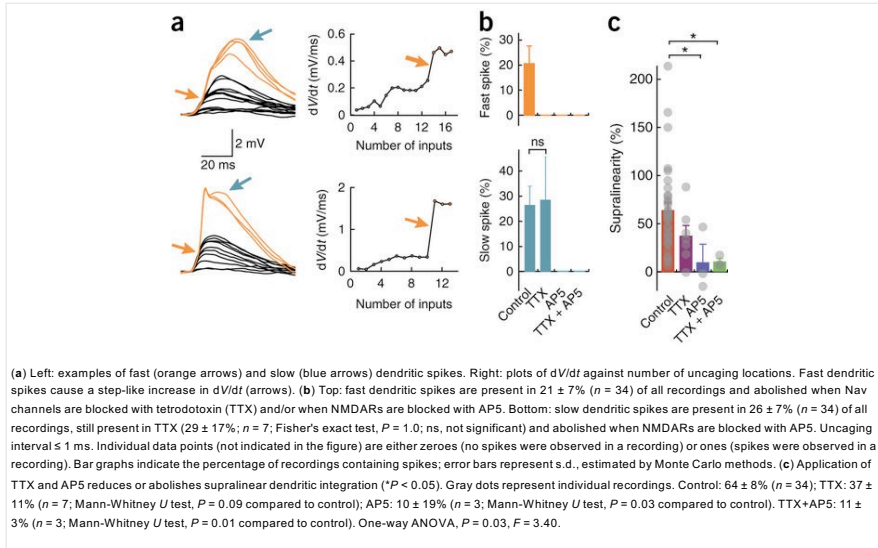 a
b
c
dV/dt (mV/ms)
0.6
0.4
0.2
0
0 4 8 12 16
Number of inputs
2 mV
20 ms
dV/dt (mV/ms)
2
1
0
0 4 8 12
Number of inputs
Fast spike (%)
30
20
10
0
Slow spike (%)
ns
40
30
20
10
0
Control
TTX
AP5
TTX + AP5
Supralinearity (%)
*
*
200
150
100
50
0
Control
TTX
AP5
TTX + AP5
(a) Left: examples of fast (orange arrows) and slow (blue arrows) dendritic spikes. Right: plots of dV/dt against number of uncaging locations. Fast dendritic
spikes cause a step-like increase in dV/dt (arrows). (b) Top: fast dendritic spikes are present in 21 ± 7% (n = 34) of all recordings and abolished when Nav
channels are blocked with tetrodotoxin (TTX) and/or when NMDARs are blocked with AP5. Bottom: slow dendritic spikes are present in 26 ± 7% (n = 34) of all
recordings, still present in TTX (29 ± 17%; n = 7; Fisher's exact test, P = 1.0; ns, not significant) and abolished when NMDARs are blocked with AP5. Uncaging
interval ≤ 1 ms. Individual data points (not indicated in the figure) are either zeroes (no spikes were observed in a recording) or ones (spikes were observed in a
recording). Bar graphs indicate the percentage of recordings containing spikes; error bars represent s.d., estimated by Monte Carlo methods. (c) Application of
TTX and AP5 reduces or abolishes supralinear dendritic integration (*P < 0.05). Gray dots represent individual recordings. Control: 64 ± 8% (n = 34); TTX: 37 ±
11% (n = 7; Mann-Whitney U test, P = 0.09 compared to control); AP5: 10 ± 19% (n = 3; Mann-Whitney U test, P = 0.03 compared to control). TTX+AP5: 11 ±
3% (n = 3; Mann-Whitney U test, P = 0.01 compared to control). One-way ANOVA, P = 0.03, F = 3.40.